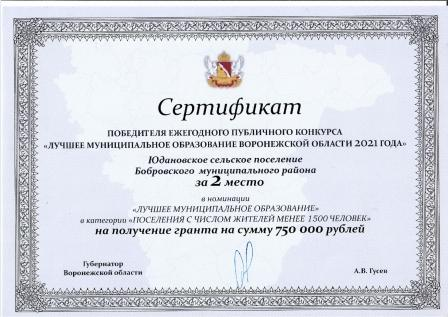 Сертификат
ПОБЕДИТЕЛЯ ЕЖЕГОДНОГО ПУБЛИЧНОГО КОНКУРСА
«ЛУЧШЕЕ МУНИЦИПАЛЬНОЕ ОБРАЗОВАНИЕ ВОРОНЕЖСКОЙ ОБЛАСТИ 2021 ГОДА»
Юдановское сельское поселение
Бобровского муниципального района
за 2 место
в номинации
«ЛУЧШЕЕ МУНИЦИПАЛЬНОЕ ОБРАЗОВАНИЕ»
в категории «ПОСЕЛЕНИЯ С ЧИСЛОМ ЖИТЕЛЕЙ МЕНЕЕ 1500 ЧЕЛОВЕК»
на получение гранта на сумму 750 000 рублей
Губернатор
Воронежской области А.В. Гусев